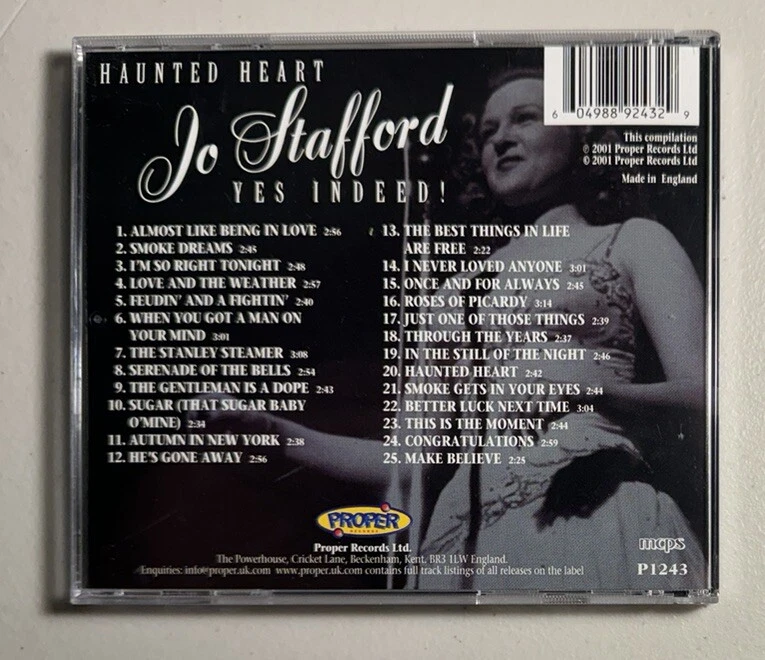 HAUNTED HEART
Jo Stafford
YES INDEED!
6 04988 92432 9
This compilation
℗ 2001 Proper Records Ltd
© 2001 Proper Records Ltd
Made in England
1. ALMOST LIKE BEING IN LOVE 2:56
2. SMOKE DREAMS 2:45
3. I'M SO RIGHT TONIGHT 2:48
4. LOVE AND THE WEATHER 2:57
5. FEUDIN' AND A FIGHTIN' 2:40
6. WHEN YOU GOT A MAN ON
YOUR MIND 3:01
7. THE STANLEY STEAMER 3:08
8. SERENADE OF THE BELLS 2:54
9. THE GENTLEMAN IS A DOPE 2:43
10. SUGAR (THAT SUGAR BABY
O'MINE) 2:34
11. AUTUMN IN NEW YORK 2:38
12. HE'S GONE AWAY 2:56
13. THE BEST THINGS IN LIFE
ARE FREE 2:22
14. I NEVER LOVED ANYONE 3:01
15. ONCE AND FOR ALWAYS 2:45
16. ROSES OF PICARDY 3:14
17. JUST ONE OF THOSE THINGS 2:39
18. THROUGH THE YEARS 2:37
19. IN THE STILL OF THE NIGHT 2:46
20. HAUNTED HEART 2:42
21. SMOKE GETS IN YOUR EYES 2:44
22. BETTER LUCK NEXT TIME 3:04
23. THIS IS THE MOMENT 2:44
24. CONGRATULATIONS 2:59
25. MAKE BELIEVE 2:25
PROPER
RECORDS
Proper Records Ltd.
The Powerhouse, Cricket Lane, Beckenham, Kent. BR3 1LW England.
Enquiries: info@proper.uk.com www.proper.uk.com contains full track listings of all releases on the label
mcps
P1243